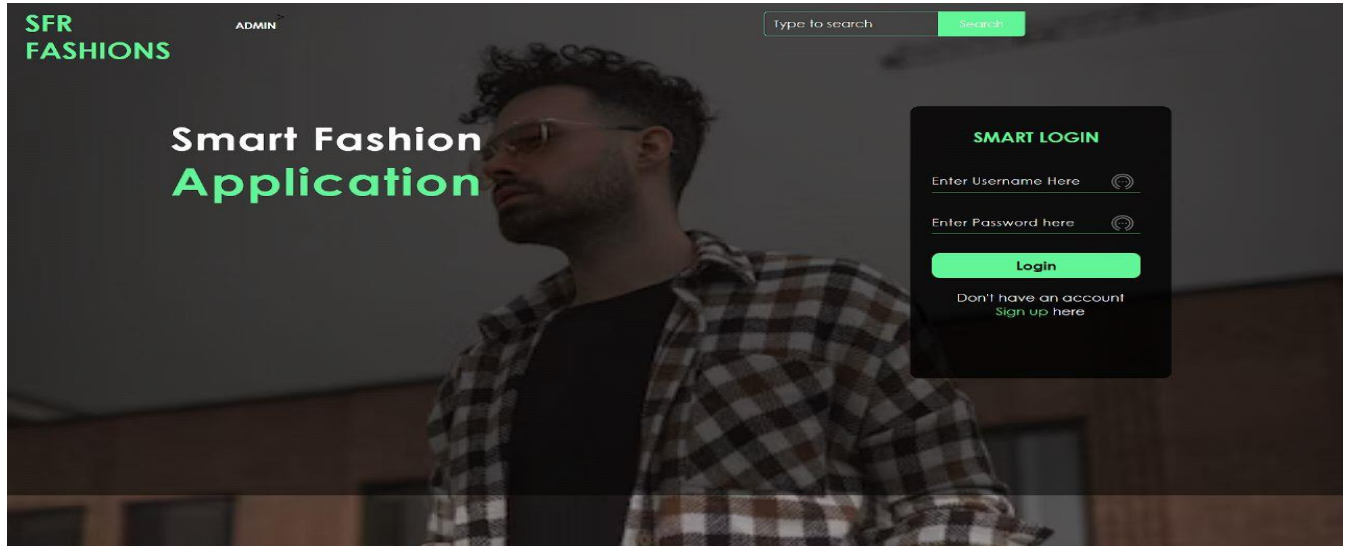 SFR
FASHIONS
ADMIN >
Type to search
Search
Smart Fashion
Application
SMART LOGIN
Enter Username Here
Enter Password here
Login
Don't have an account
Sign up here